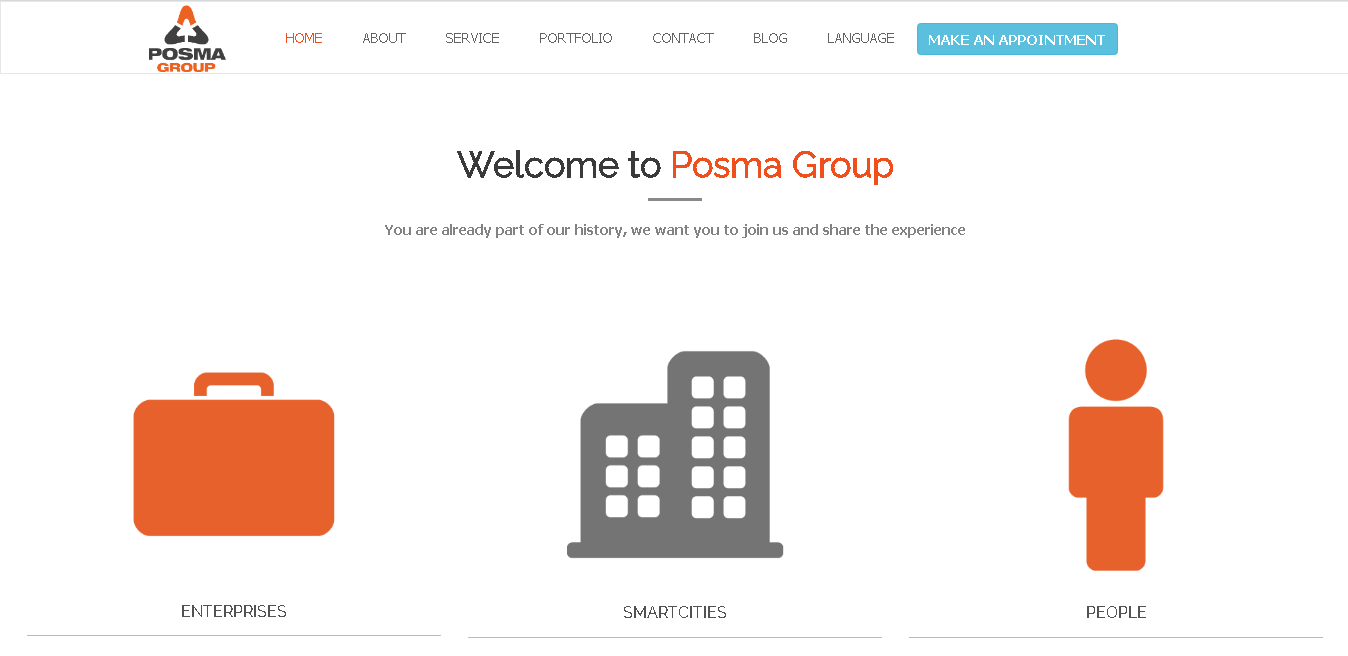 POSMA
GROUP
HOME ABOUT SERVICE PORTFOLIO CONTACT BLOG LANGUAGE MAKE AN APPOINTMENT
Welcome to Posma Group
You are already part of our history, we want you to join us and share the experience
ENTERPRISES SMARTCITIES PEOPLE